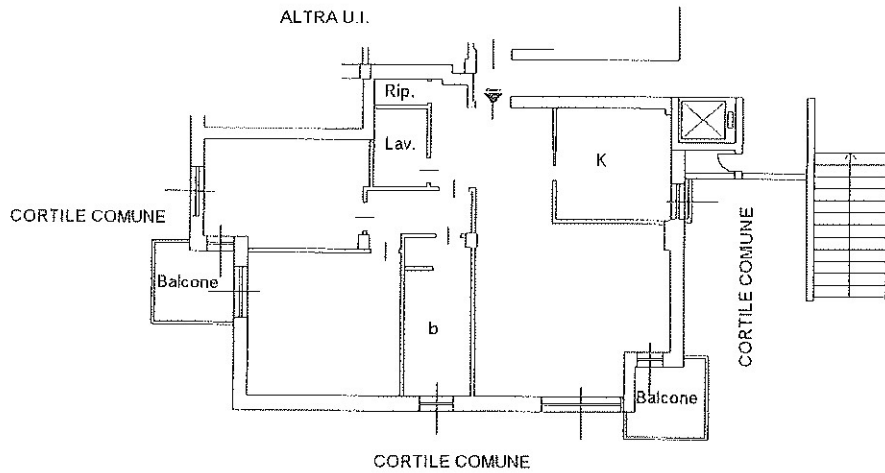 ALTRA U.I.
Rip.
Lav.
K
CORTILE COMUNE
Balcone
b
CORTILE COMUNE
Balcone
CORTILE COMUNE